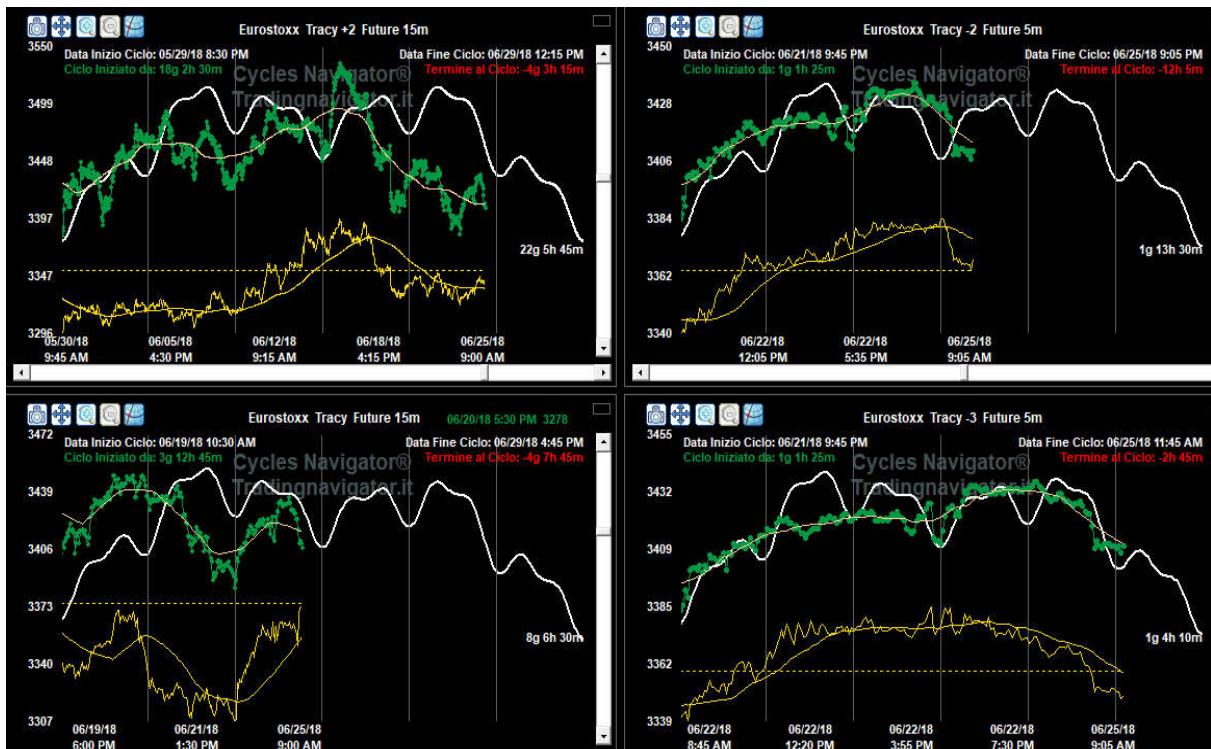 Eurostoxx Tracy +2 Future 15m
3550
Data Inizio Ciclo: 05/29/18 8:30 PM
Data Fine Ciclo: 06/29/18 12:15 PM
Ciclo Iniziato da: 18g 2h 30m
Termine al Ciclo: -4g 3h 15m
Cycles Navigator®
Tradingnavigator.it
3499
3448
3397
22g 5h 45m
3347
3296
05/30/18 06/05/18 06/12/18 06/18/18 06/25/18
9:45 AM 4:30 PM 9:15 AM 4:15 PM 9:00 AM
Eurostoxx Tracy -2 Future 5m
3450
Data Inizio Ciclo: 06/21/18 9:45 PM
Data Fine Ciclo: 06/25/18 9:05 PM
Ciclo Iniziato da: 1g 1h 25m
Termine al Ciclo: -12h 5m
Cycles Navigator®
Tradingnavigator.it
3428
3406
3384
1g 13h 30m
3362
3340
06/22/18 06/22/18 06/25/18
12:05 PM 5:35 PM 9:05 AM
Eurostoxx Tracy Future 15m
06/20/18 5:30 PM 3278
3472
Data Inizio Ciclo: 06/19/18 10:30 AM
Data Fine Ciclo: 06/29/18 4:45 PM
Ciclo Iniziato da: 3g 12h 45m
Termine al Ciclo: -4g 7h 45m
Cycles Navigator®
Tradingnavigator.it
3439
3406
3373
8g 6h 30m
3340
3307
06/19/18 06/21/18 06/25/18
6:00 PM 1:30 PM 9:00 AM
Eurostoxx Tracy -3 Future 5m
3455
Data Inizio Ciclo: 06/21/18 9:45 PM
Data Fine Ciclo: 06/25/18 11:45 AM
Ciclo Iniziato da: 1g 1h 25m
Termine al Ciclo: -2h 45m
Cycles Navigator®
Tradingnavigator.it
3432
3409
3385
1g 4h 10m
3362
3339
06/22/18 06/22/18 06/22/18 06/22/18 06/25/18
8:45 AM 12:20 PM 3:55 PM 7:30 PM 9:05 AM